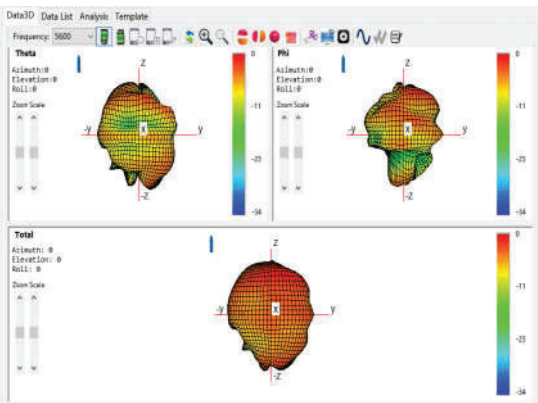 Data3D Data List Analysis Template
Frequency: 5600
Theta
Azimuth:0
Elevation:0
Roll:0
Zoom Scale
z
-y
x
y
-z
0
-11
-23
-34
Phi
Azimuth:0
Elevation:0
Roll:0
Zoom Scale
z
-y
x
y
-z
0
-11
-23
-34
Total
Azimuth: 0
Elevation: 0
Roll: 0
Zoom Scale
z
-y
x
y
-z
0
-11
-23
-34